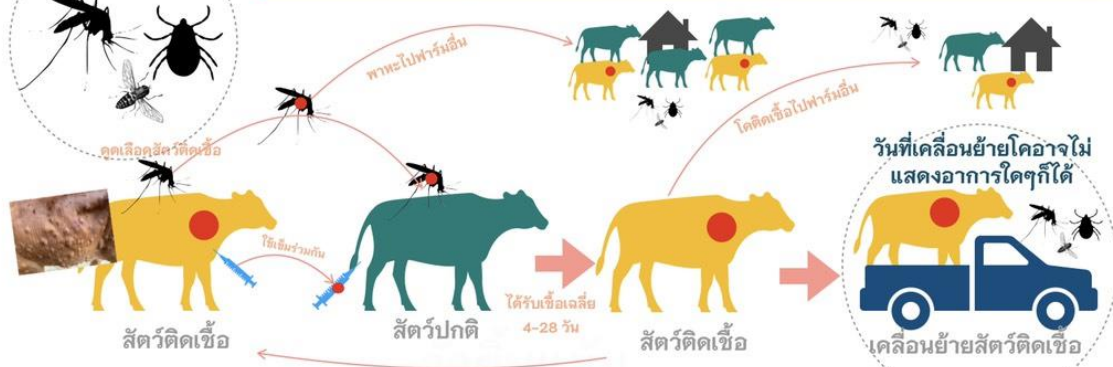 พาหะไปฟาร์มอื่น
โคติดเชื้อไปฟาร์มอื่น
ดูดเลือดสัตว์ติดเชื้อ
วันที่เคลื่อนย้ายโคอาจไม่
แสดงอาการใดๆก็ได้
ใช้เข็มร่วมกัน
ได้รับเชื้อเฉลี่ย
4-28 วัน
สัตว์ติดเชื้อ
สัตว์ปกติ
สัตว์ติดเชื้อ
เคลื่อนย้ายสัตว์ติดเชื้อ